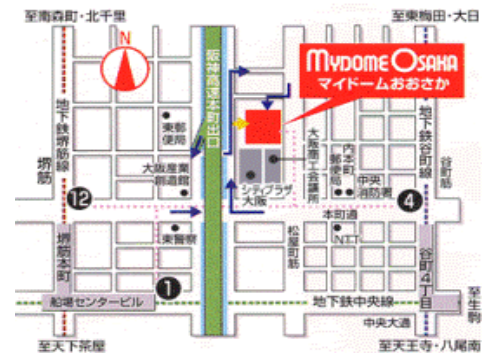 至南森町・北千里
至東梅田・大日
N
阪神高速本町出口
MYDOME OSAKA
マイドームおおさか
地下鉄堺筋線
堺筋
東郵便局
大阪産業創造館
シティプラザ大阪
大阪商工会議所
内本町郵便局
中央消防署
地下鉄谷町線
谷町筋
12
4
本町通
NTT
東警察
松屋町筋
堺筋本町
谷町4丁目
1
船場センタービル
地下鉄中央線
至生駒
中央大通
至天下茶屋
至天王寺・八尾南